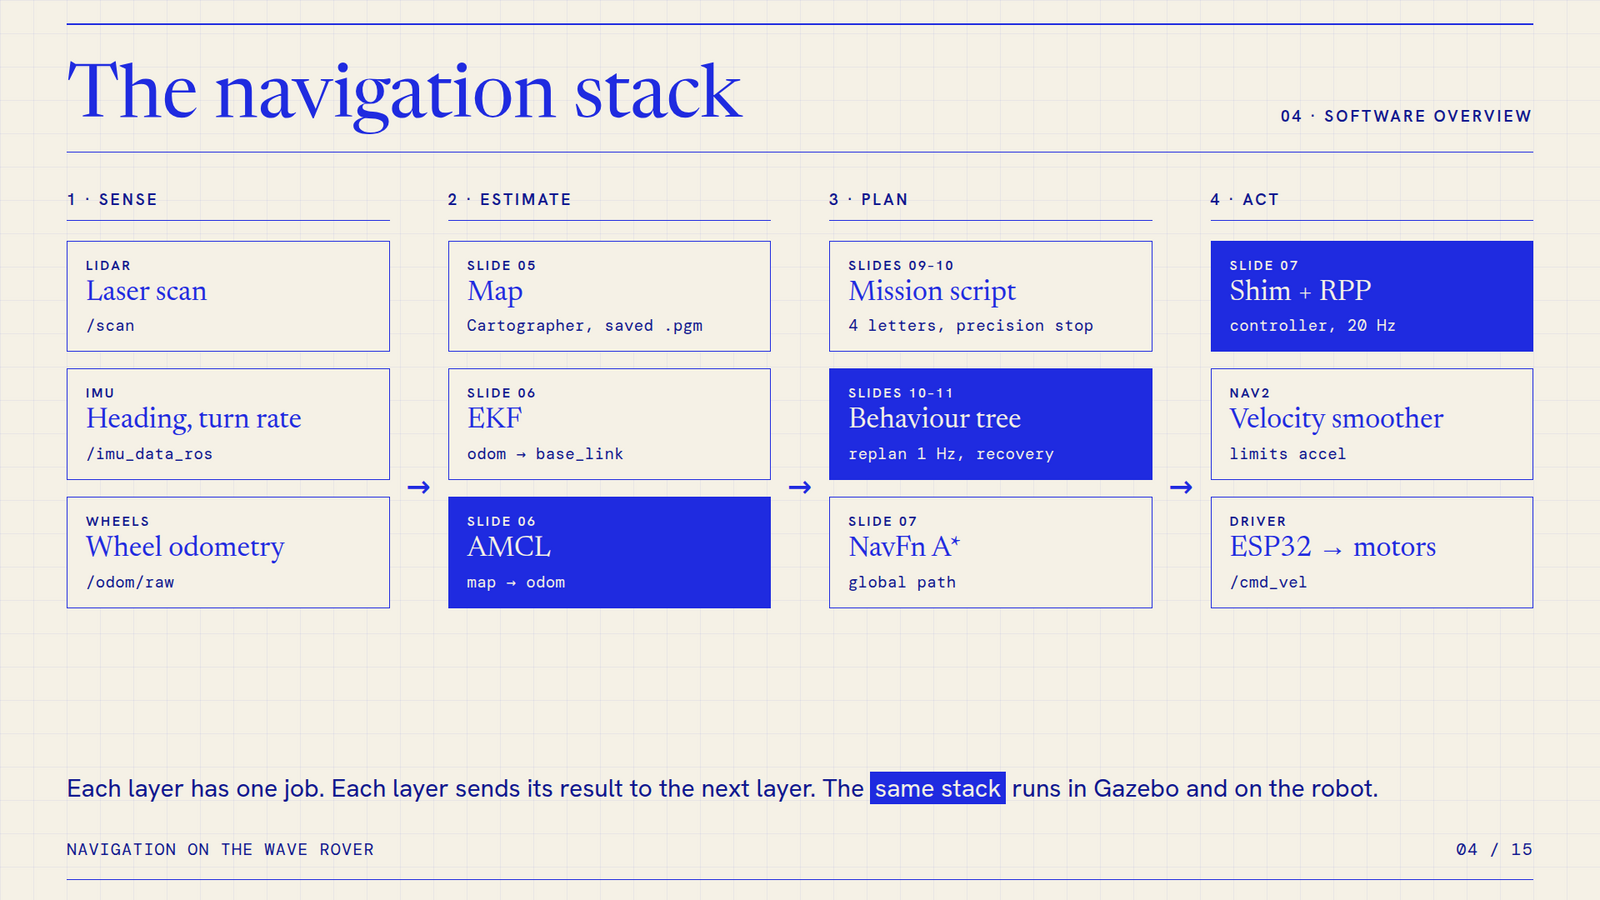 The navigation stack
04 · SOFTWARE OVERVIEW
1 · SENSE
LIDAR
Laser scan
/scan
IMU
Heading, turn rate
/imu_data_ros
WHEELS
Wheel odometry
/odom/raw
→
2 · ESTIMATE
SLIDE 05
Map
Cartographer, saved .pgm
SLIDE 06
EKF
odom → base_link
SLIDE 06
AMCL
map → odom
→
3 · PLAN
SLIDES 09–10
Mission script
4 letters, precision stop
SLIDES 10–11
Behaviour tree
replan 1 Hz, recovery
SLIDE 07
NavFn A*
global path
→
4 · ACT
SLIDE 07
Shim + RPP
controller, 20 Hz
NAV2
Velocity smoother
limits accel
DRIVER
ESP32 → motors
/cmd_vel
Each layer has one job. Each layer sends its result to the next layer. The same stack runs in Gazebo and on the robot.
NAVIGATION ON THE WAVE ROVER
04 / 15